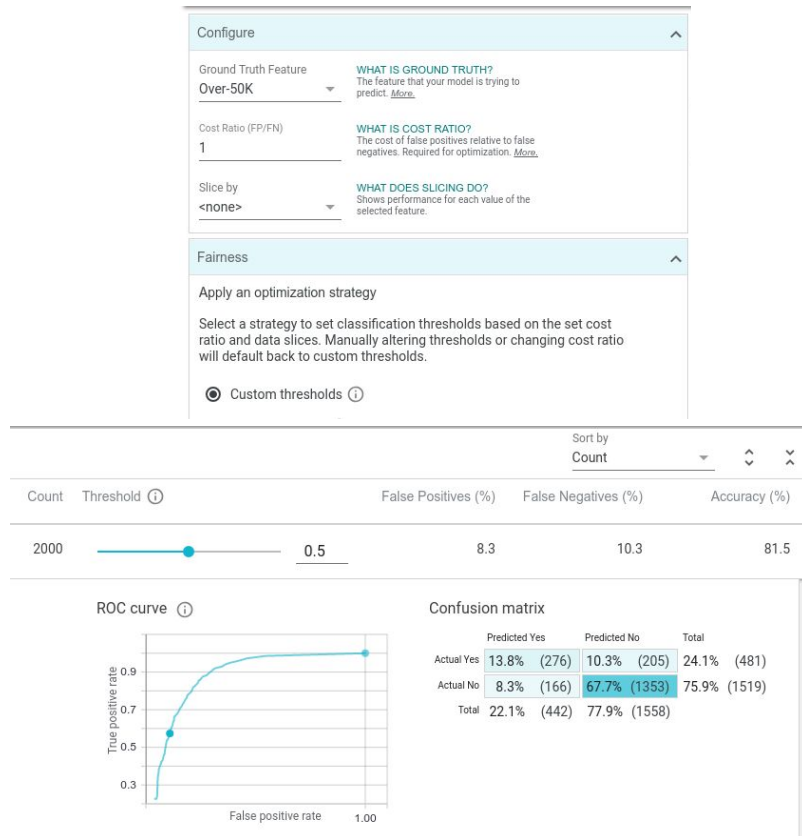 Configure
Ground Truth Feature
Over-50K
WHAT IS GROUND TRUTH?
The feature that your model is trying to
predict. More.
Cost Ratio (FP/FN)
1
WHAT IS COST RATIO?
The cost of false positives relative to false
negatives. Required for optimization. More.
Slice by
<none>
WHAT DOES SLICING DO?
Shows performance for each value of the
selected feature.
Fairness
Apply an optimization strategy
Select a strategy to set classification thresholds based on the set cost
ratio and data slices. Manually altering thresholds or changing cost ratio
will default back to custom thresholds.
Custom thresholds
Sort by
Count
Count Threshold False Positives (%) False Negatives (%) Accuracy (%)
2000 0.5 8.3 10.3 81.5
ROC curve
True positive rate
0.9
0.7
0.5
0.3
False positive rate 1.00
Confusion matrix
Predicted Yes Predicted No Total
Actual Yes 13.8% (276) 10.3% (205) 24.1% (481)
Actual No 8.3% (166) 67.7% (1353) 75.9% (1519)
Total 22.1% (442) 77.9% (1558)